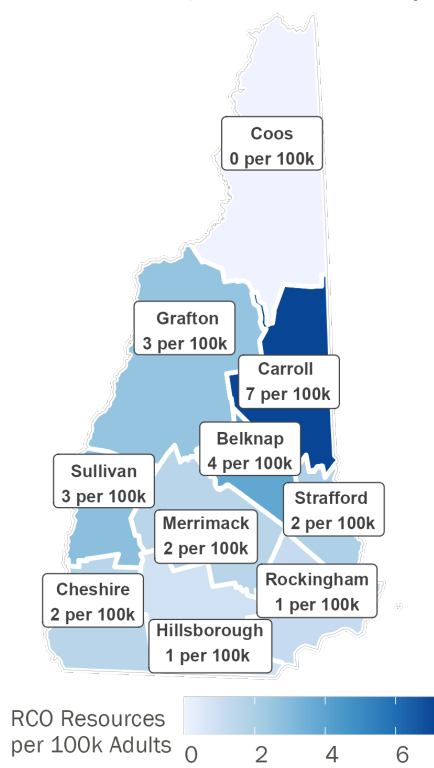 Coos
0 per 100k
Grafton
3 per 100k
Carroll
7 per 100k
Belknap
4 per 100k
Sullivan
3 per 100k
Strafford
2 per 100k
Merrimack
2 per 100k
Rockingham
1 per 100k
Cheshire
2 per 100k
Hillsborough
1 per 100k
RCO Resources
per 100k Adults
0 2 4 6